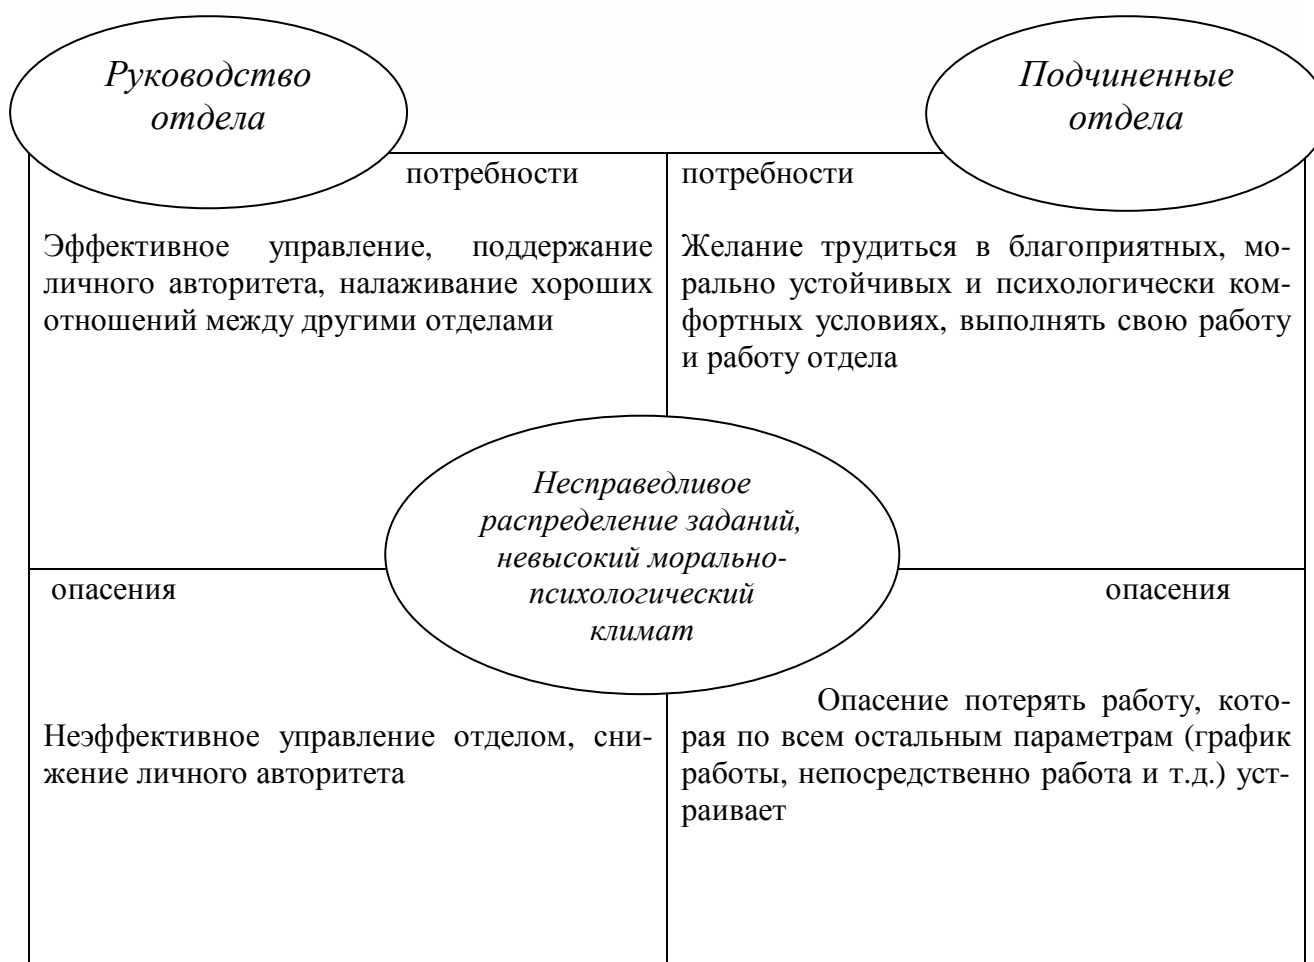 Руководство
отдела
Подчиненные
отдела
потребности
Эффективное управление, поддержание
личного авторитета, налаживание хороших
отношений между другими отделами
потребности
Желание трудиться в благоприятных, мо-
рально устойчивых и психологически ком-
фортных условиях, выполнять свою работу
и работу отдела
Несправедливое
распределение заданий,
невысокий морально-
психологический
климат
опасения
Неэффективное управление отделом, сни-
жение личного авторитета
опасения
Опасение потерять работу, кото-
рая по всем остальным параметрам (график
работы, непосредственно работа и т.д.) уст-
раивает